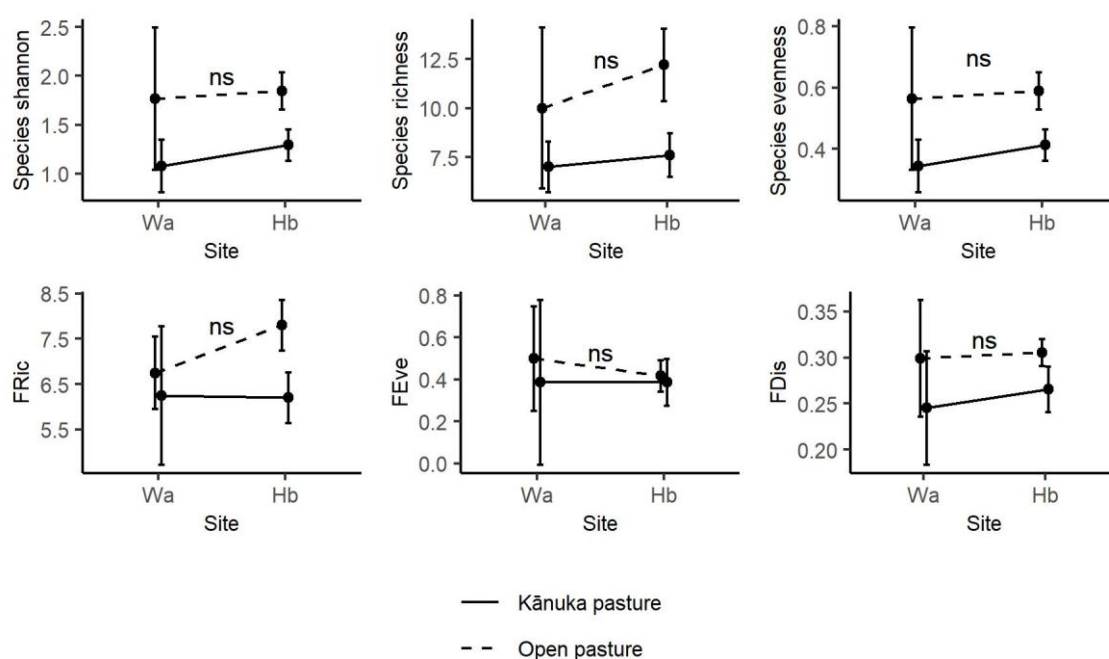 Species shannon
2.5
2.0
1.5
1.0
ns
Wa Hb
Site
Species richness
12.5
10.0
7.5
ns
Wa Hb
Site
Species evenness
0.8
0.6
0.4
ns
Wa Hb
Site
FRic
8.5
7.5
6.5
5.5
ns
Wa Hb
Site
FEve
0.8
0.6
0.4
0.2
0.0
ns
Wa Hb
Site
FDis
0.35
0.30
0.25
0.20
ns
Wa Hb
Site
Kānuka pasture
Open pasture